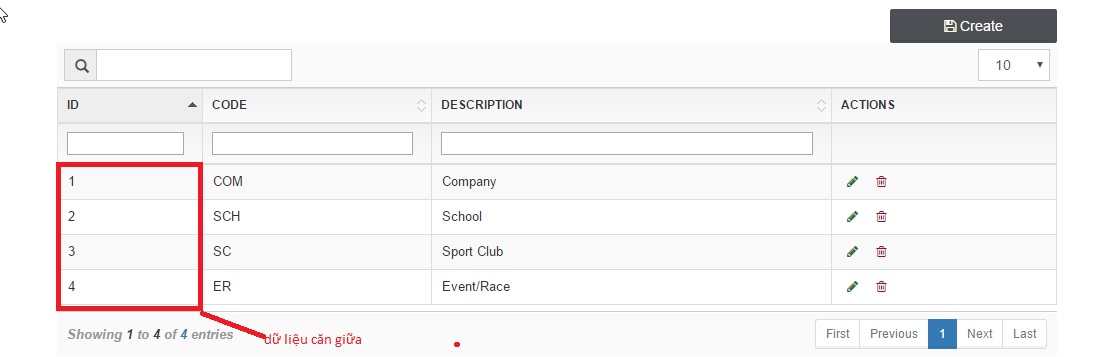 Create
10
ID CODE DESCRIPTION ACTIONS
1 COM Company
2 SCH School
3 SC Sport Club
4 ER Event/Race
Showing 1 to 4 of 4 entries
dữ liệu căn giữa
First Previous 1 Next Last